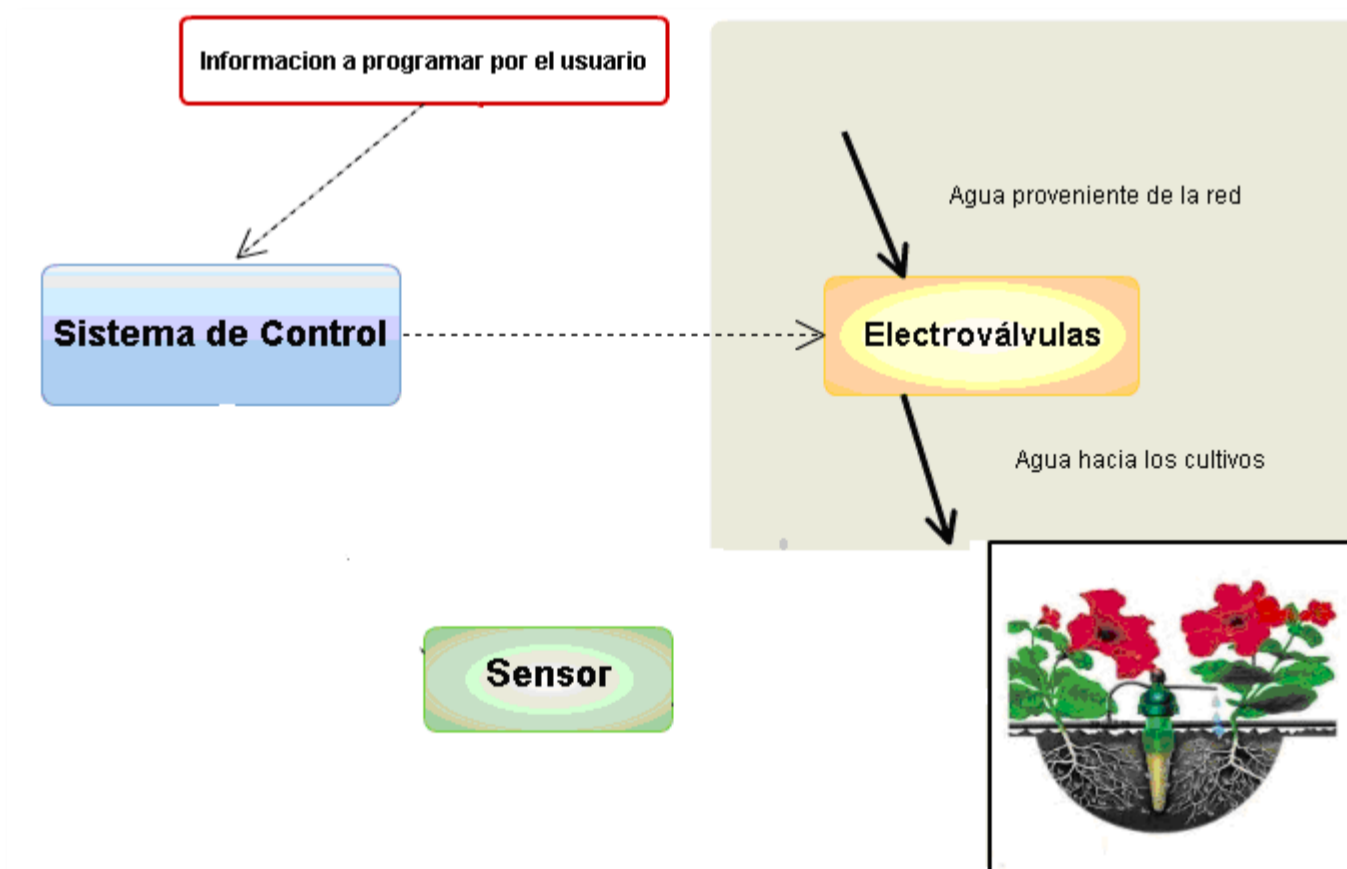 Informacion a programar por el usuario
Agua proveniente de la red
Sistema de Control
Electroválvulas
Agua hacia los cultivos
Sensor